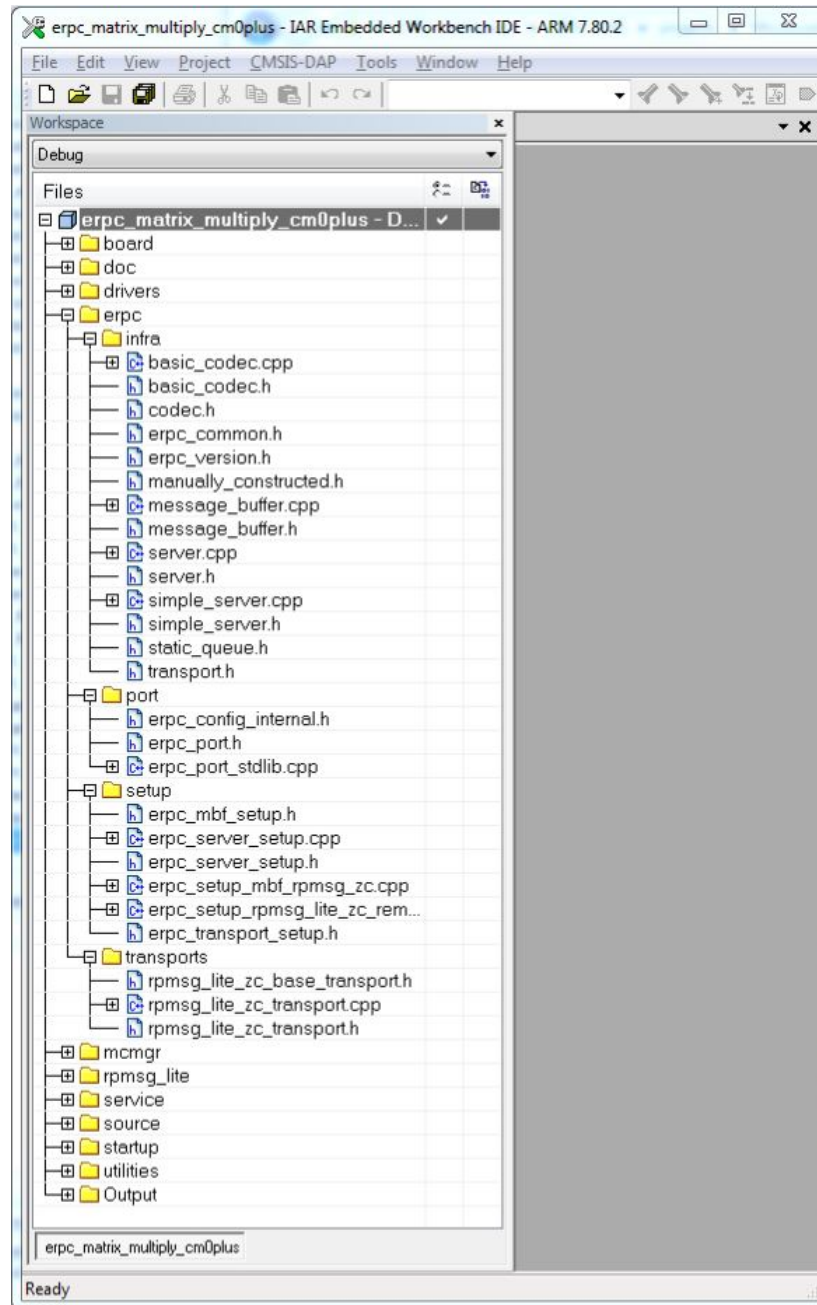 erpc_matrix_multiply_cm0plus - IAR Embedded Workbench IDE - ARM 7.80.2
File Edit View Project CMSIS-DAP Tools Window Help
Workspace
Debug
Files
erpc_matrix_multiply_cm0plus - D...
board
doc
drivers
erpc
infra
basic_codec.cpp
basic_codec.h
codec.h
erpc_common.h
erpc_version.h
manually_constructed.h
message_buffer.cpp
message_buffer.h
server.cpp
server.h
simple_server.cpp
simple_server.h
static_queue.h
transport.h
port
erpc_config_internal.h
erpc_port.h
erpc_port_stdlib.cpp
setup
erpc_mbf_setup.h
erpc_server_setup.cpp
erpc_server_setup.h
erpc_setup_mbf_rpmsg_zc.cpp
erpc_setup_rpmsg_lite_zc_rem...
erpc_transport_setup.h
transports
rpmsg_lite_zc_base_transport.h
rpmsg_lite_zc_transport.cpp
rpmsg_lite_zc_transport.h
mcmgr
rpmsg_lite
service
source
startup
utilities
Output
erpc_matrix_multiply_cm0plus
Ready